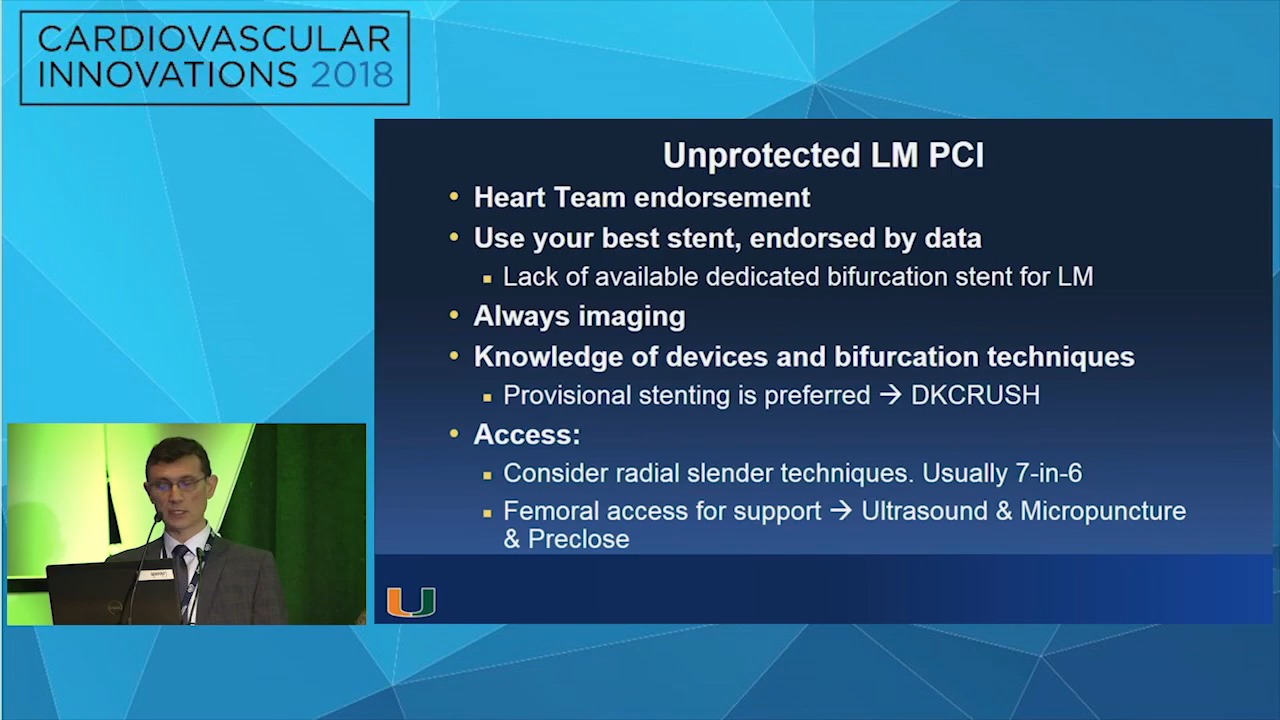 CARDIOVASCULAR
INNOVATIONS 2018
Unprotected LM PCI
• Heart Team endorsement
• Use your best stent, endorsed by data
▪ Lack of available dedicated bifurcation stent for LM
• Always imaging
• Knowledge of devices and bifurcation techniques
▪ Provisional stenting is preferred → DKCRUSH
• Access:
▪ Consider radial slender techniques. Usually 7-in-6
▪ Femoral access for support → Ultrasound & Micropuncture
& Preclose
U